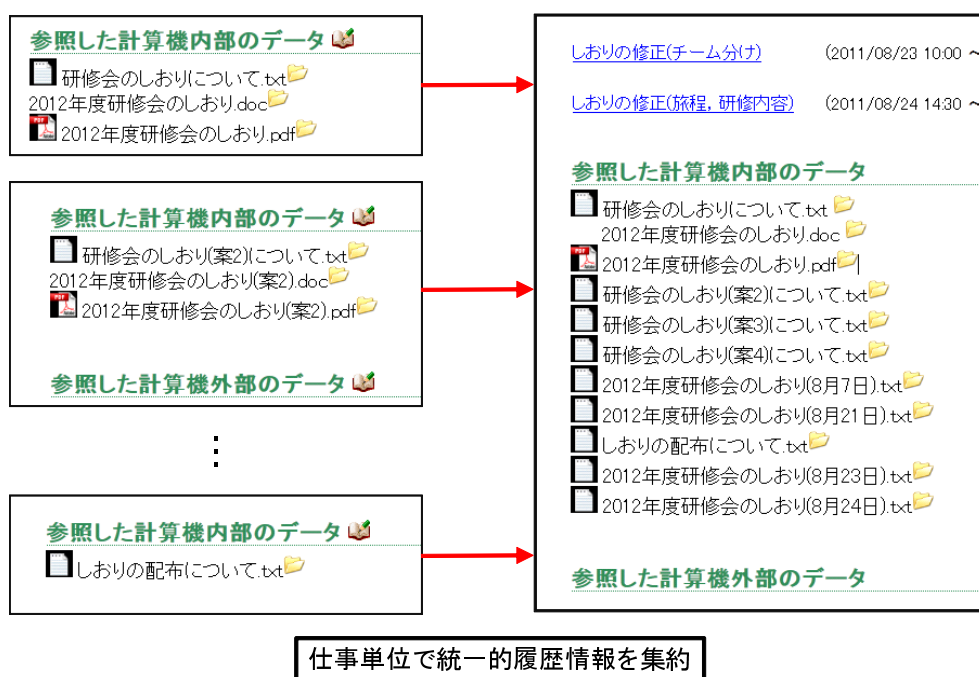 参照した計算機内部のデータ
研修会のしおりについて.txt
2012年度研修会のしおり.doc
2012年度研修会のしおり.pdf
参照した計算機内部のデータ
研修会のしおり(案2)について.txt
2012年度研修会のしおり(案2).doc
2012年度研修会のしおり(案2).pdf
参照した計算機外部のデータ
⋮
参照した計算機内部のデータ
しおりの配布について.txt
しおりの修正(チーム分け) (2011/08/23 10:00 ~
しおりの修正(旅程, 研修内容) (2011/08/24 14:30 ~
参照した計算機内部のデータ
研修会のしおりについて.txt
2012年度研修会のしおり.doc
2012年度研修会のしおり.pdf
研修会のしおり(案2)について.txt
研修会のしおり(案3)について.txt
研修会のしおり(案4)について.txt
2012年度研修会のしおり(8月7日).txt
2012年度研修会のしおり(8月21日).txt
しおりの配布について.txt
2012年度研修会のしおり(8月23日).txt
2012年度研修会のしおり(8月24日).txt
参照した計算機外部のデータ
仕事単位で統一的履歴情報を集約